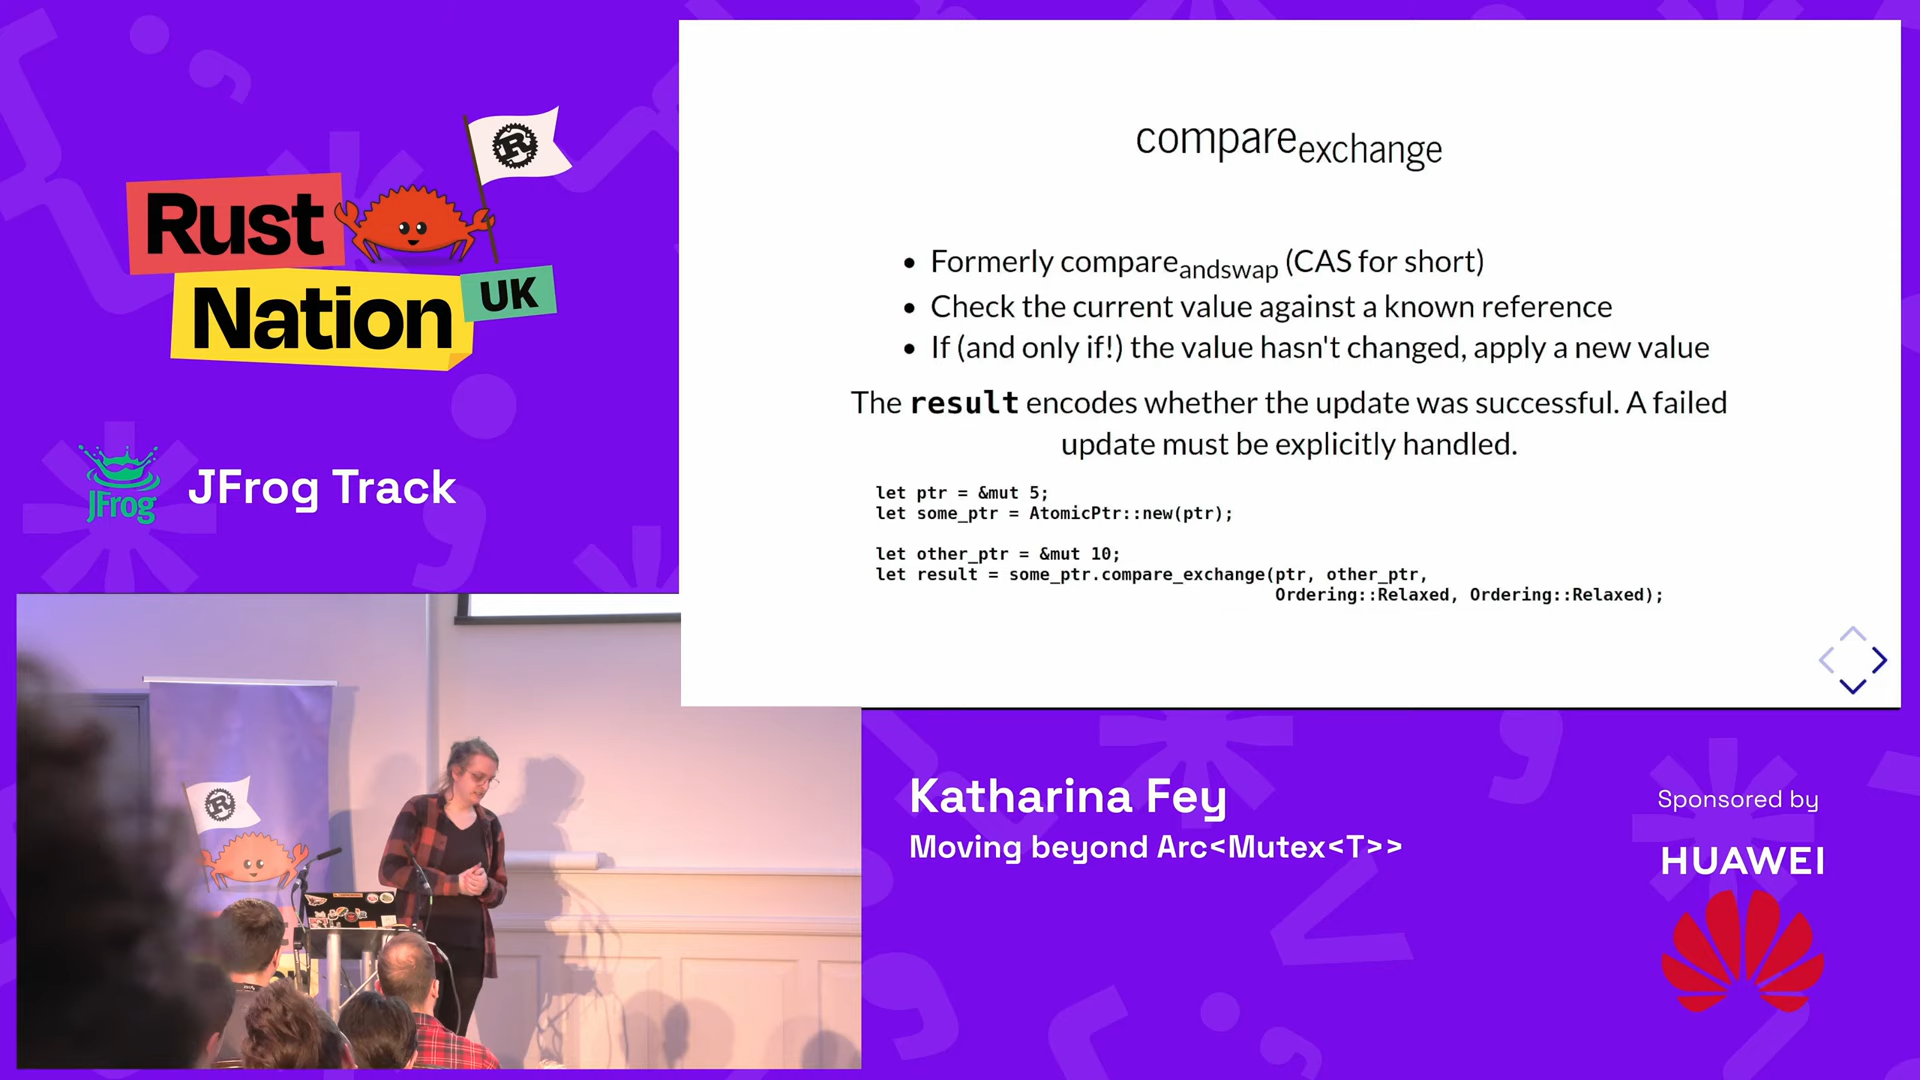 Rust
Nation
UK
JFrog
JFrog Track
compareexchange
• Formerly compareandswap (CAS for short)
• Check the current value against a known reference
• If (and only if!) the value hasn't changed, apply a new value
The result encodes whether the update was successful. A failed
update must be explicitly handled.
let ptr = &mut 5;
let some_ptr = AtomicPtr::new(ptr);
let other_ptr = &mut 10;
let result = some_ptr.compare_exchange(ptr, other_ptr,
Ordering::Relaxed, Ordering::Relaxed);
Katharina Fey
Moving beyond Arc<Mutex<T>>
Sponsored by
HUAWEI